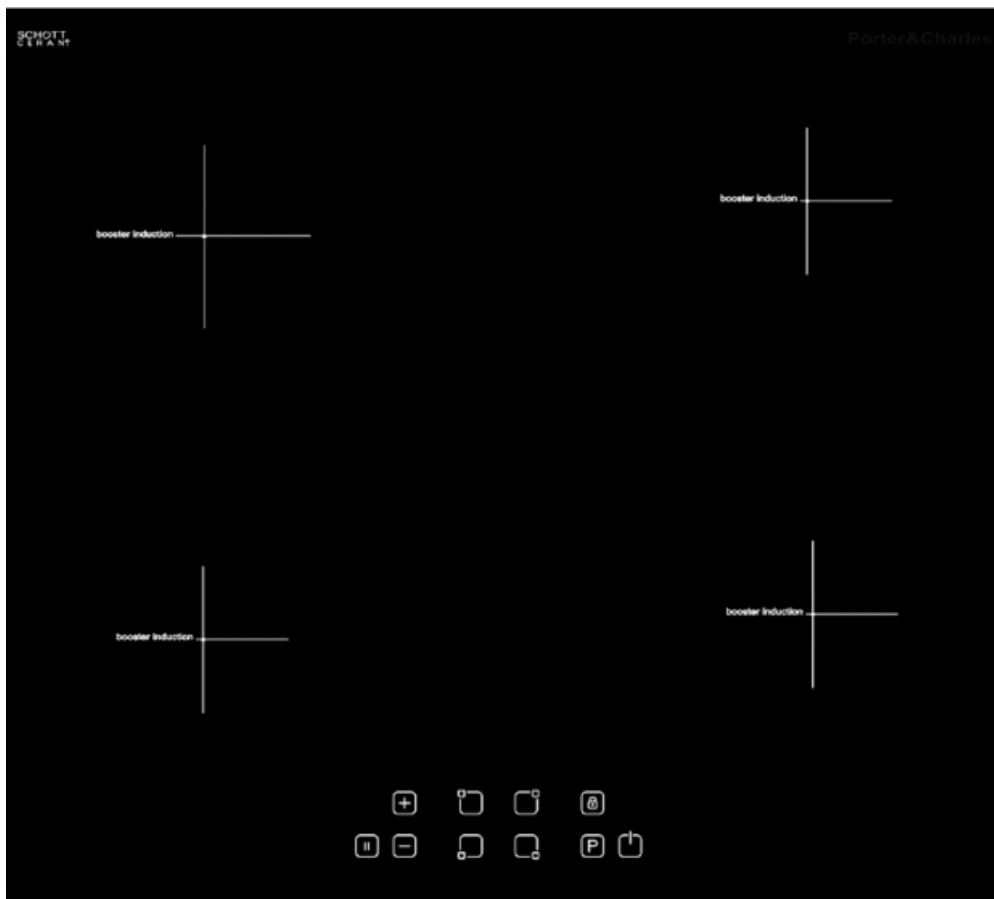 SCHOTT
CERAN®
Porter&Charles
booster induction
booster induction
booster induction
booster induction
P